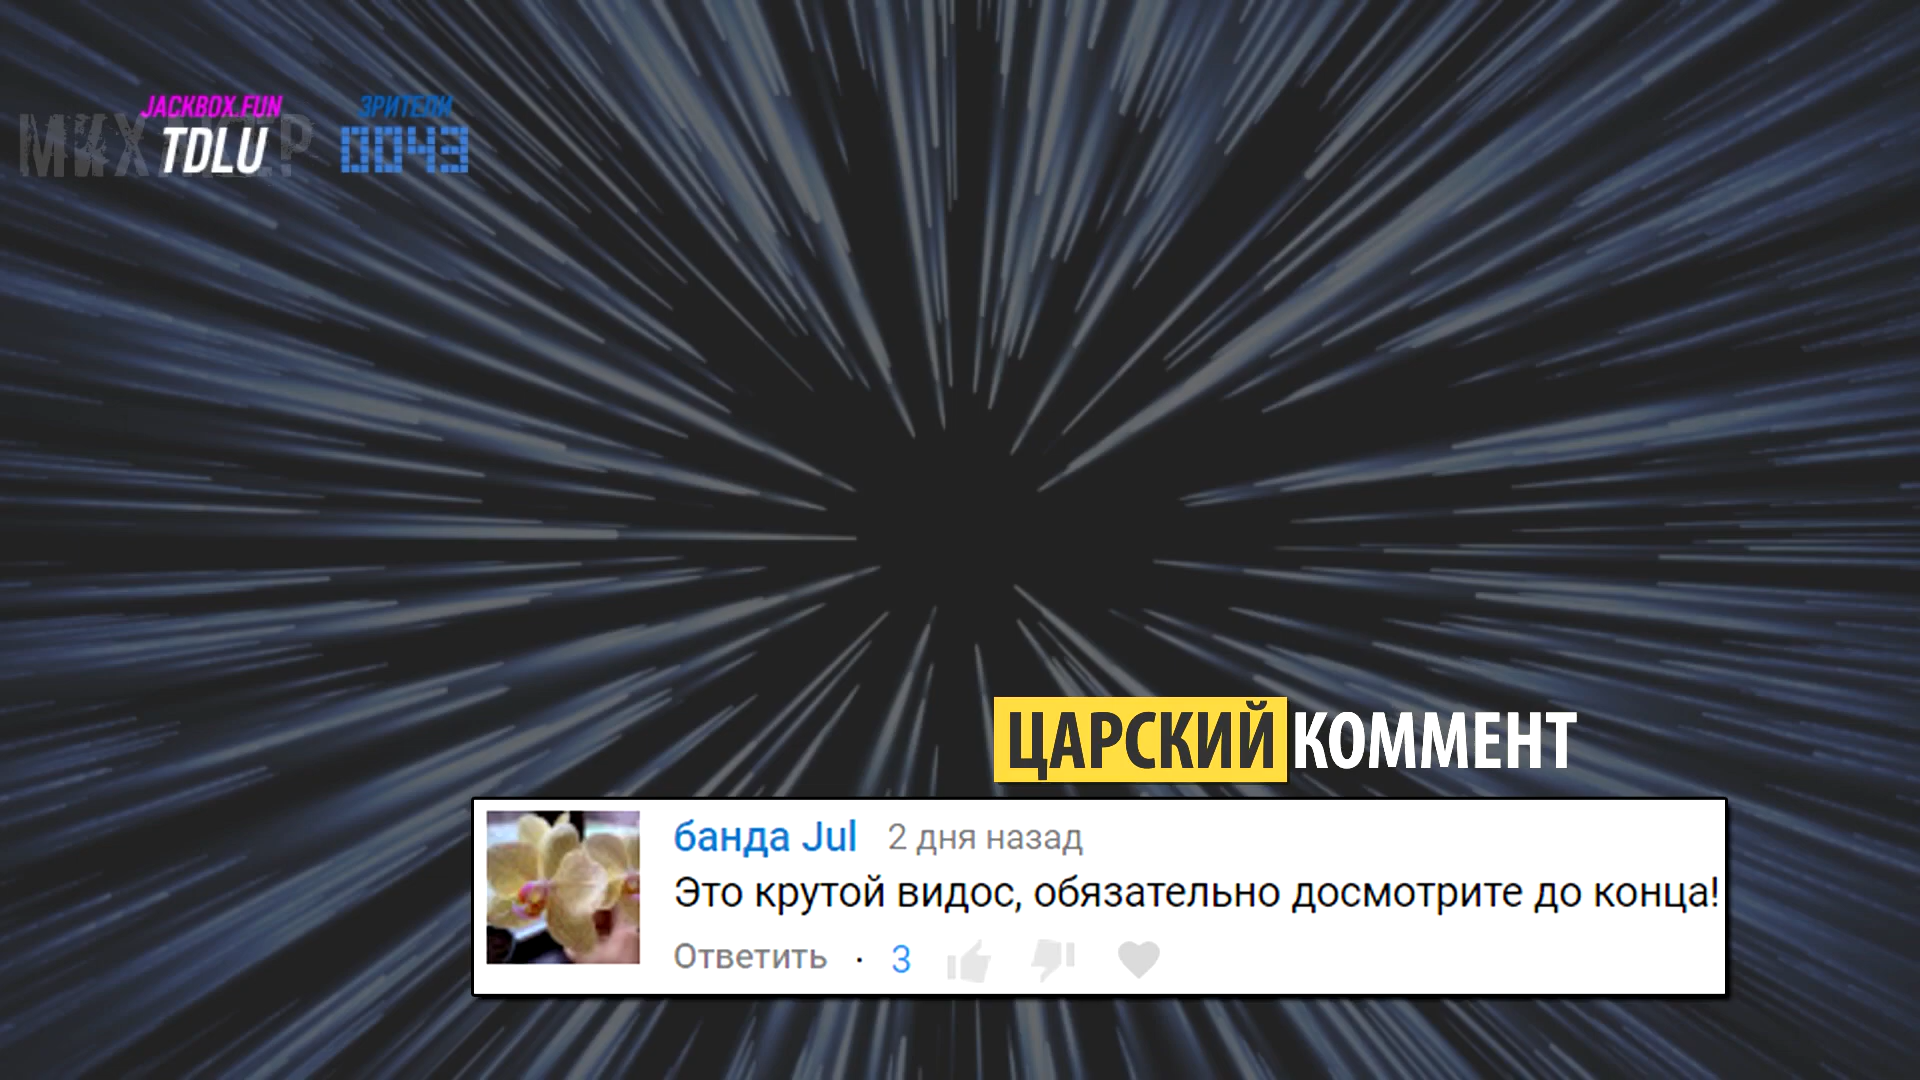 JACKBOX.FUN
TDLU
ЗРИТЕЛИ
0043
ЦАРСКИЙ КОММЕНТ
банда Jul 2 дня назад
Это крутой видос, обязательно досмотрите до конца!
Ответить · 3